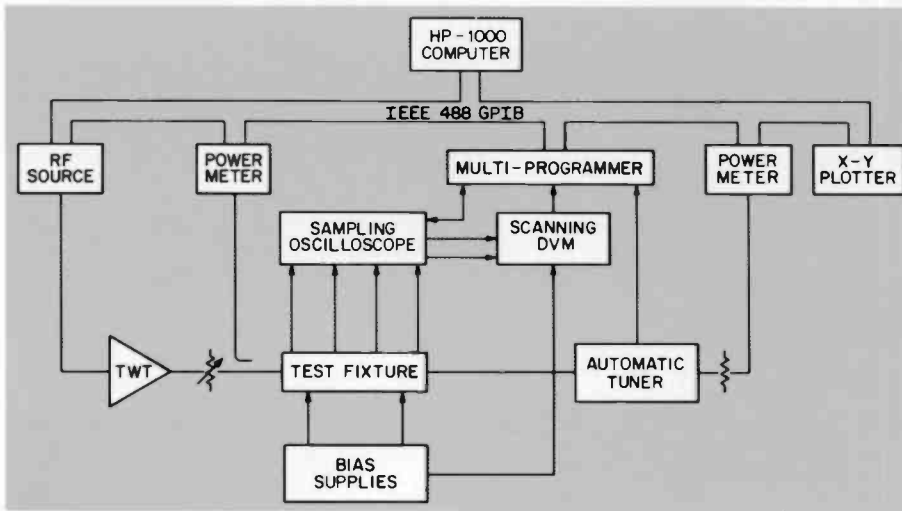 HP-1000
COMPUTER
IEEE 488 GPIB
RF
SOURCE
POWER
METER
MULTI-PROGRAMMER
POWER
METER
X-Y
PLOTTER
SAMPLING
OSCILLOSCOPE
SCANNING
DVM
TWT
TEST FIXTURE
AUTOMATIC
TUNER
BIAS
SUPPLIES